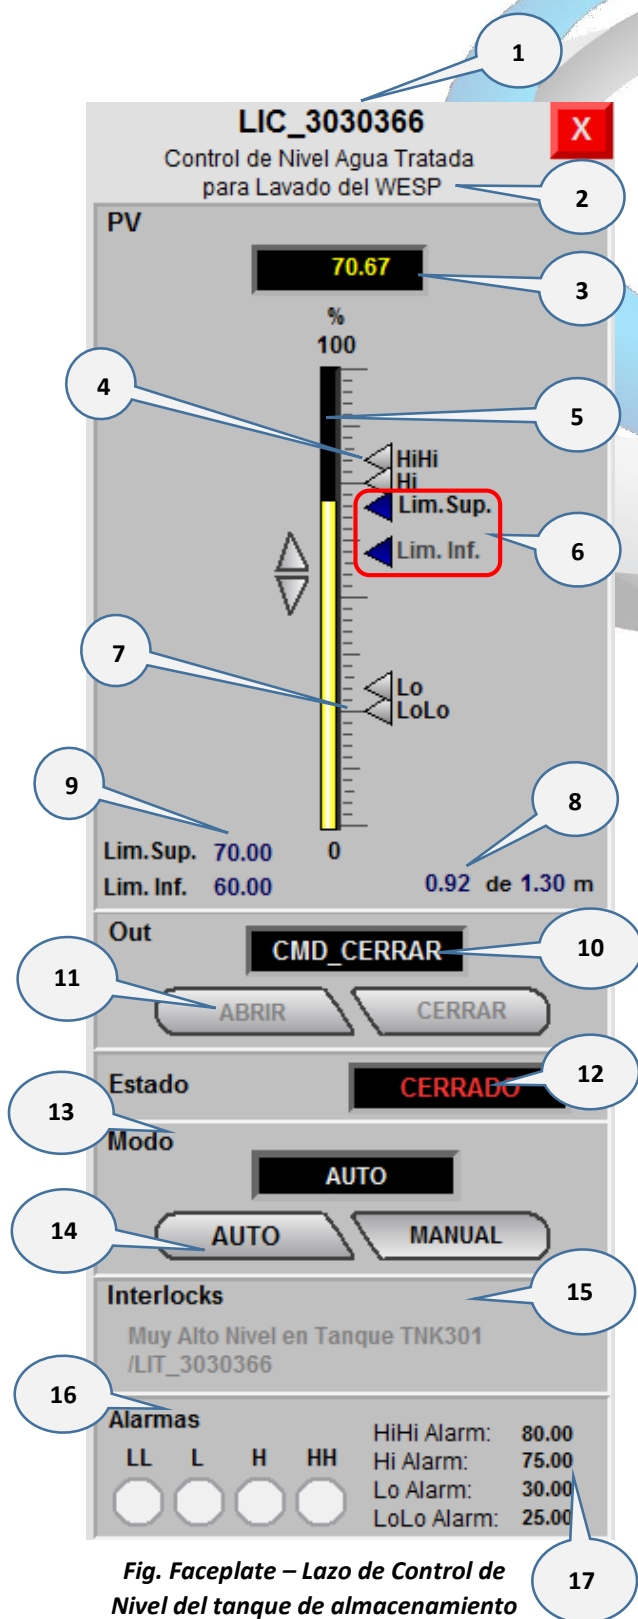 1
LIC_3030366
X
Control de Nivel Agua Tratada
para Lavado del WESP
2
PV
70.67
3
%
100
4
5
HiHi
Hi
Lim.Sup.
Lim. Inf.
6
7
Lo
LoLo
9
8
Lim.Sup. 70.00
0
Lim. Inf. 60.00
0.92 de 1.30 m
Out
CMD_CERRAR
10
11
ABRIR
CERRAR
Estado
CERRADO
12
13
Modo
AUTO
14
AUTO
MANUAL
Interlocks
15
Muy Alto Nivel en Tanque TNK301
/LIT_3030366
16
Alarmas
LL L H HH
HiHi Alarm: 80.00
Hi Alarm: 75.00
Lo Alarm: 30.00
LoLo Alarm: 25.00
17
Fig. Faceplate – Lazo de Control de
Nivel del tanque de almacenamiento